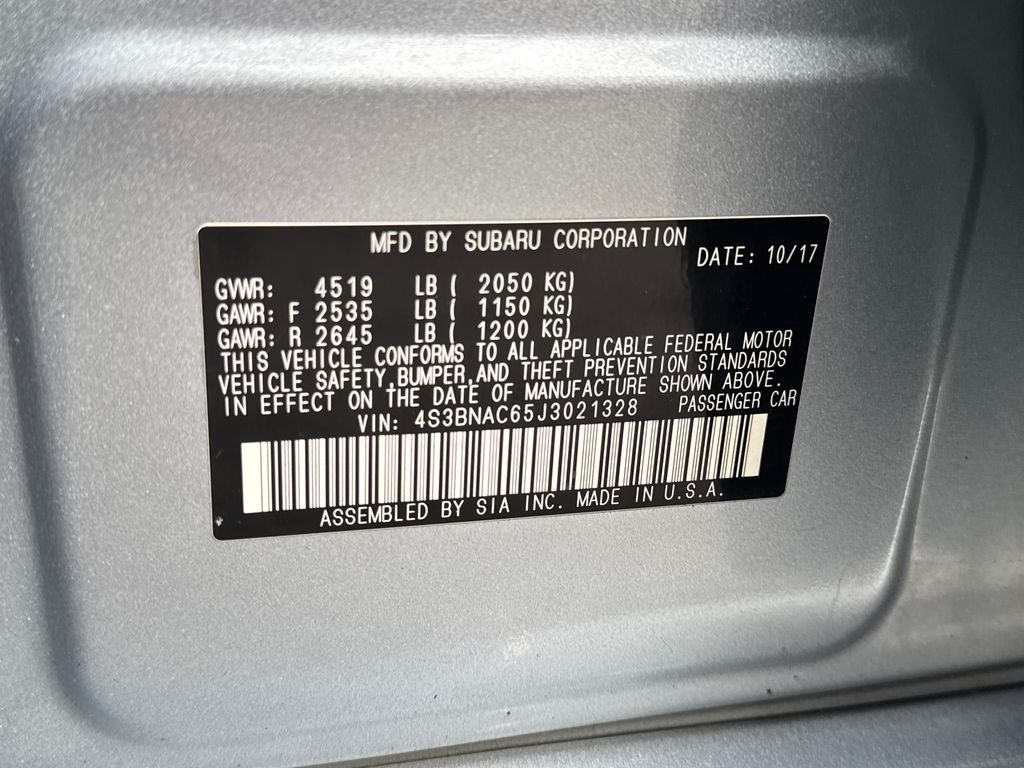 MFD BY SUBARU CORPORATION DATE: 10/17
GVWR: 4519 LB ( 2050 KG)
GAWR: F 2535 LB ( 1150 KG)
GAWR: R 2645 LB ( 1200 KG)
THIS VEHICLE CONFORMS TO ALL APPLICABLE FEDERAL MOTOR
VEHICLE SAFETY,BUMPER,AND THEFT PREVENTION STANDARDS
IN EFFECT ON THE DATE OF MANUFACTURE SHOWN ABOVE.
VIN: 4S3BNAC65J3021328 PASSENGER CAR
ASSEMBLED BY SIA INC. MADE IN U.S.A.